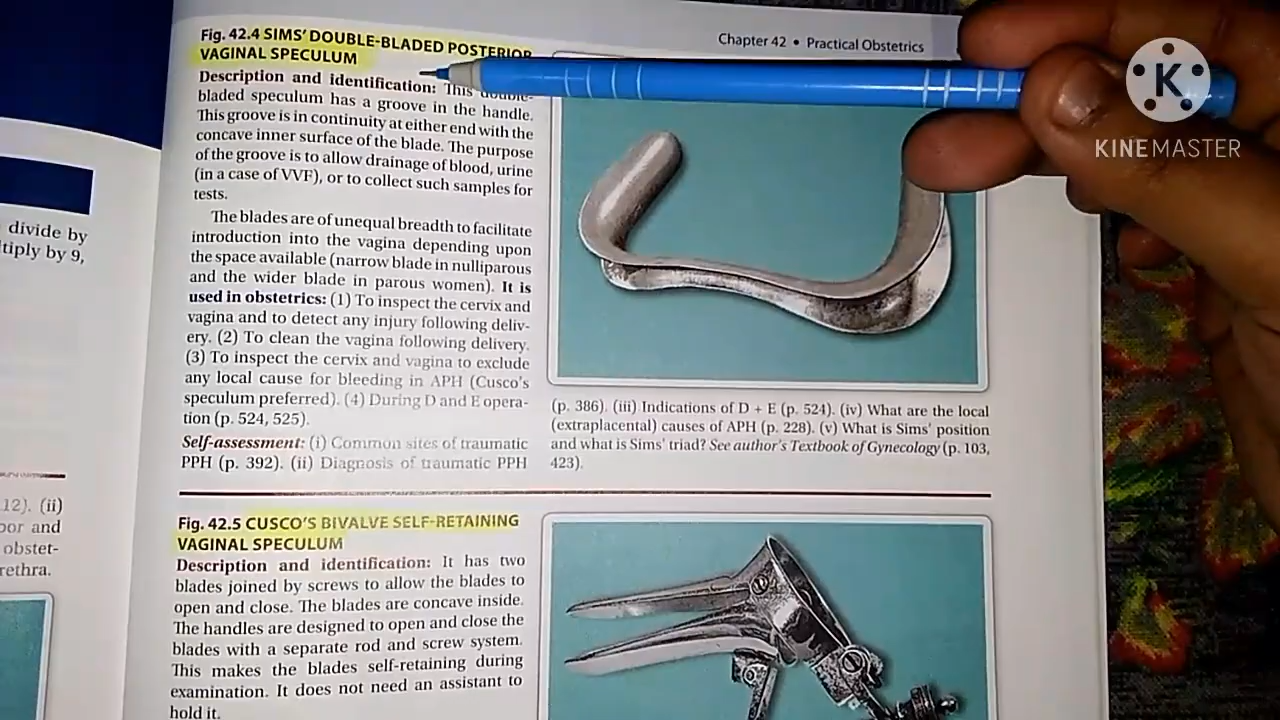 Chapter 42 • Practical Obstetrics
Fig. 42.4 SIMS' DOUBLE-BLADED POSTERIOR
VAGINAL SPECULUM
Description and identification: This double-
bladed speculum has a groove in the handle.
This groove is in continuity at either end with the
concave inner surface of the blade. The purpose
of the groove is to allow drainage of blood, urine
(in a case of VVF), or to collect such samples for
tests.
The blades are of unequal breadth to facilitate
introduction into the vagina depending upon
the space available (narrow blade in nulliparous
and the wider blade in parous women). It is
used in obstetrics: (1) To inspect the cervix and
vagina and to detect any injury following deliv-
ery. (2) To clean the vagina following delivery.
(3) To inspect the cervix and vagina to exclude
any local cause for bleeding in APH (Cusco's
speculum preferred). (4) During D and E opera-
tion (p. 524, 525).
Self-assessment: (i) Common sites of traumatic
PPH (p. 392). (ii) Diagnosis of traumatic PPH
(p. 386). (iii) Indications of D + E (p. 524). (iv) What are the local
(extraplacental) causes of APH (p. 228). (v) What is Sims' position
and what is Sims' triad? See author's Textbook of Gynecology (p. 103,
423).
Fig. 42.5 CUSCO'S BIVALVE SELF-RETAINING
VAGINAL SPECULUM
Description and identification: It has two
blades joined by screws to allow the blades to
open and close. The blades are concave inside.
The handles are designed to open and close the
blades with a separate rod and screw system.
This makes the blades self-retaining during
examination. It does not need an assistant to
hold it.
divide by
tiply by 9,
12). (ii)
oor and
obstet-
rethra.
K
KINEMASTER